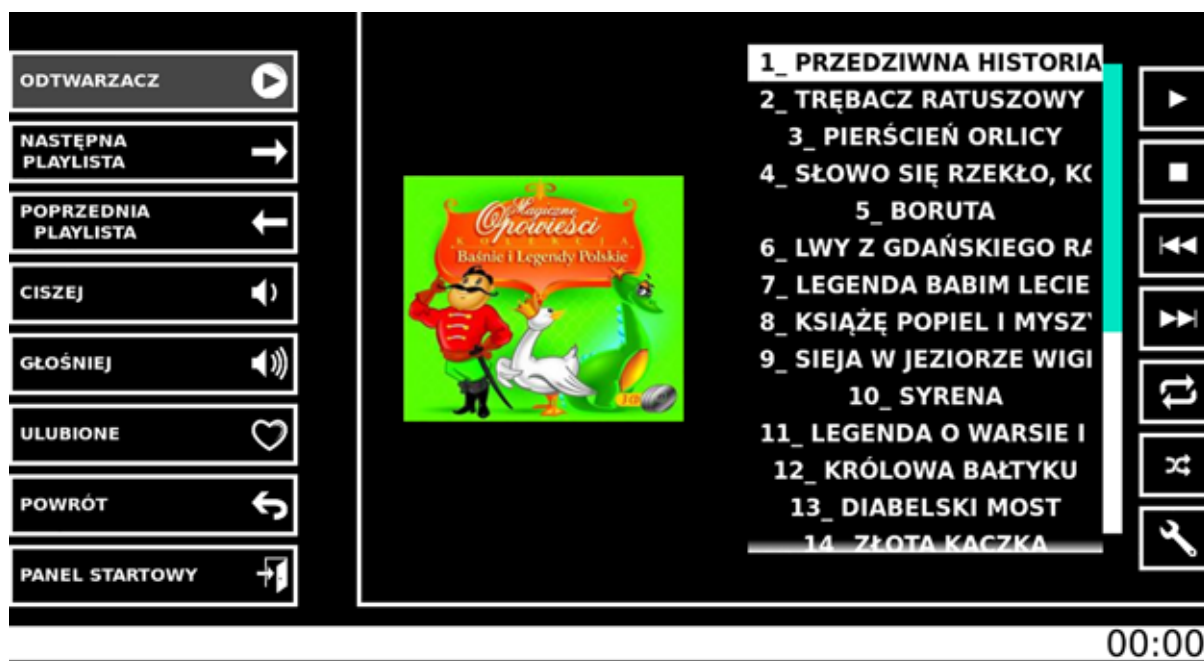 ODTWARZACZ
NASTĘPNA
PLAYLISTA
POPRZEDNIA
PLAYLISTA
CISZEJ
GŁOŚNIEJ
ULUBIONE
POWRÓT
PANEL STARTOWY
Magiczne
Opowieści
KOLEKCJA
Baśnie i Legendy Polskie
1_ PRZEDZIWNA HISTORIA
2_ TRĘBACZ RATUSZOWY
3_ PIERŚCIEŃ ORLICY
4_ SŁOWO SIĘ RZEKŁO,
5_ BORUTA
6_ LWY Z GDAŃSKIEGO
7_ LEGENDA BABIM LECIE
8_ KSIĄŻĘ POPIEL I
9_ SIEJA W JEZIORZE
10_ SYRENA
11_ LEGENDA O WARSIE I
12_ KRÓLOWA BAŁTYKU
13_ DIABELSKI MOST
14_ ZŁOTA KACZKA
00:00